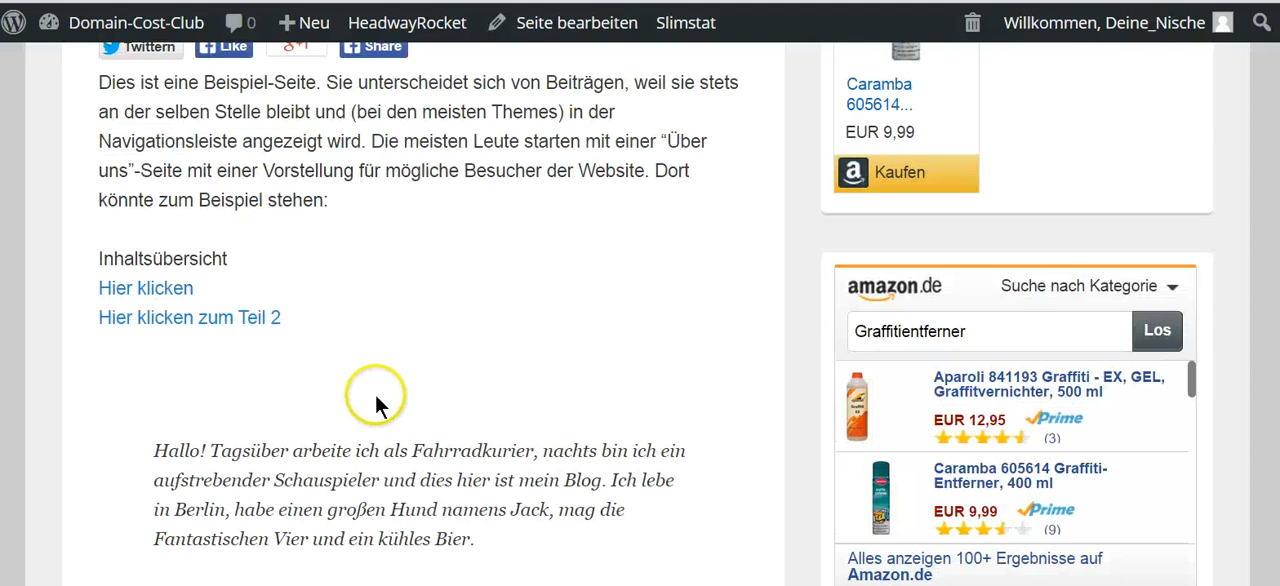 Domain-Cost-Club 0 Neu HeadwayRocket Seite bearbeiten Slimstat Willkommen, Deine_Nische
Twittern Like Share
Dies ist eine Beispiel-Seite. Sie unterscheidet sich von Beiträgen, weil sie stets
an der selben Stelle bleibt und (bei den meisten Themes) in der
Navigationsleiste angezeigt wird. Die meisten Leute starten mit einer “Über
uns”-Seite mit einer Vorstellung für mögliche Besucher der Website. Dort
könnte zum Beispiel stehen:
Inhaltsübersicht
Hier klicken
Hier klicken zum Teil 2
Hallo! Tagsüber arbeite ich als Fahrradkurier, nachts bin ich ein
aufstrebender Schauspieler und dies hier ist mein Blog. Ich lebe
in Berlin, habe einen großen Hund namens Jack, mag die
Fantastischen Vier und ein kühles Bier.
Caramba
605614...
EUR 9,99
a Kaufen
amazon.de Suche nach Kategorie
Graffitientferner Los
Aparoli 841193 Graffiti - EX, GEL,
Graffitivernichter, 500 ml
EUR 12,95 Prime
(3)
Caramba 605614 Graffiti-
Entferner, 400 ml
EUR 9,99 Prime
(9)
Alles anzeigen 100+ Ergebnisse auf
Amazon.de